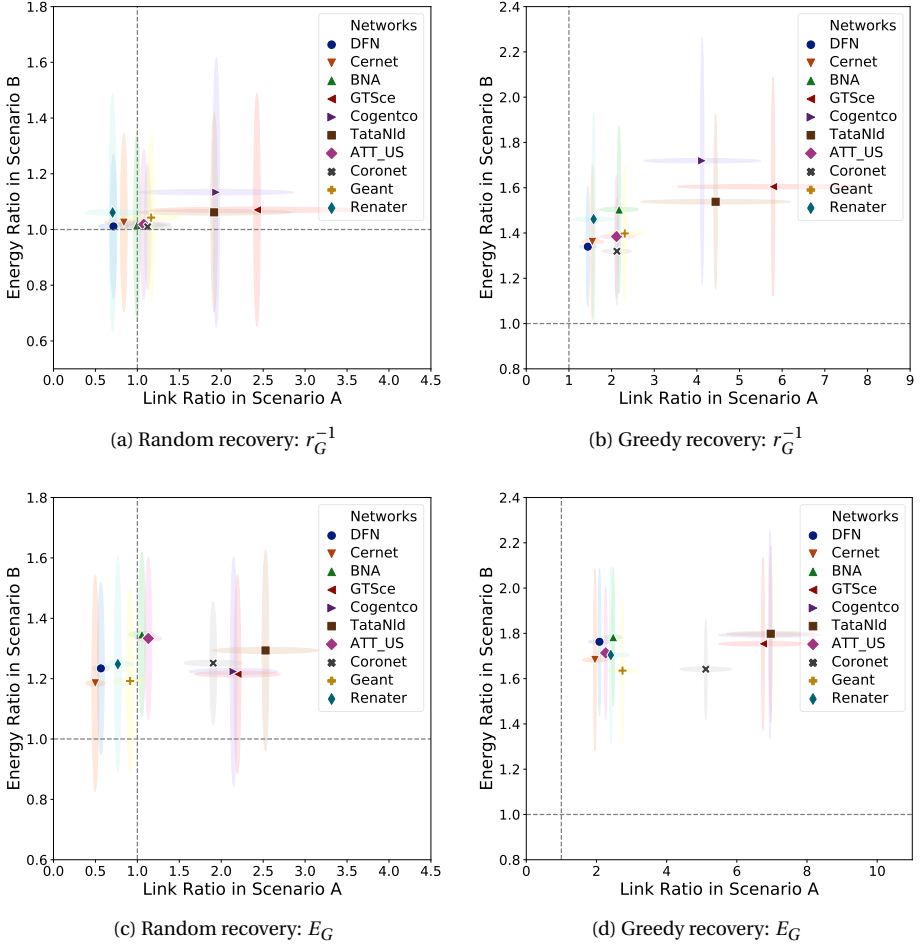 1.8
1.6
1.4
1.2
1.0
0.8
0.6
Energy Ratio in Scenario B
0.0 0.5 1.0 1.5 2.0 2.5 3.0 3.5 4.0 4.5
Link Ratio in Scenario A
Networks
DFN
Cernet
BNA
GTSce
Cogentco
TataNld
ATT_US
Coronet
Geant
Renater
(a) Random recovery: r_G^{-1}
2.4
2.2
2.0
1.8
1.6
1.4
1.2
1.0
0.8
Energy Ratio in Scenario B
0 1 2 3 4 5 6 7 8 9
Link Ratio in Scenario A
Networks
DFN
Cernet
BNA
GTSce
Cogentco
TataNld
ATT_US
Coronet
Geant
Renater
(b) Greedy recovery: r_G^{-1}
1.8
1.6
1.4
1.2
1.0
0.8
0.6
Energy Ratio in Scenario B
0.0 0.5 1.0 1.5 2.0 2.5 3.0 3.5 4.0 4.5
Link Ratio in Scenario A
Networks
DFN
Cernet
BNA
GTSce
Cogentco
TataNld
ATT_US
Coronet
Geant
Renater
(c) Random recovery: E_G
2.4
2.2
2.0
1.8
1.6
1.4
1.2
1.0
0.8
Energy Ratio in Scenario B
0 2 4 6 8 10
Link Ratio in Scenario A
Networks
DFN
Cernet
BNA
GTSce
Cogentco
TataNld
ATT_US
Coronet
Geant
Renater
(d) Greedy recovery: E_G